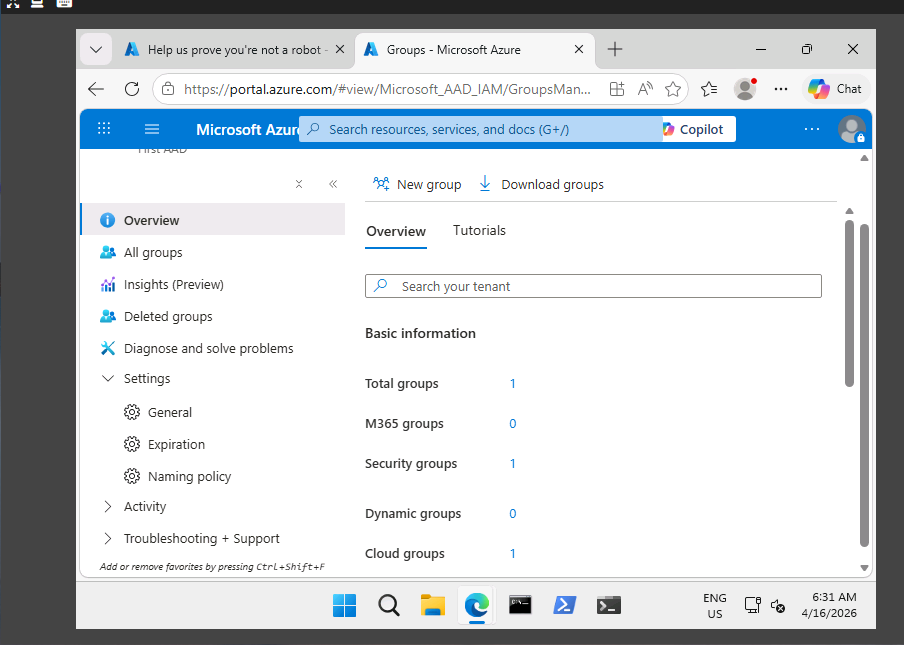 Help us prove you're not a robot -
Groups - Microsoft Azure
https://portal.azure.com/#view/Microsoft_AAD_IAM/GroupsMan...
Chat
Microsoft Azure
Search resources, services, and docs (G+/)
Copilot
First AAD
New group
Download groups
Overview
All groups
Insights (Preview)
Deleted groups
Diagnose and solve problems
Settings
General
Expiration
Naming policy
Activity
Troubleshooting + Support
Add or remove favorites by pressing Ctrl+Shift+F
Overview Tutorials
Search your tenant
Basic information
Total groups 1
M365 groups 0
Security groups 1
Dynamic groups 0
Cloud groups 1
ENG
US
6:31 AM
4/16/2026